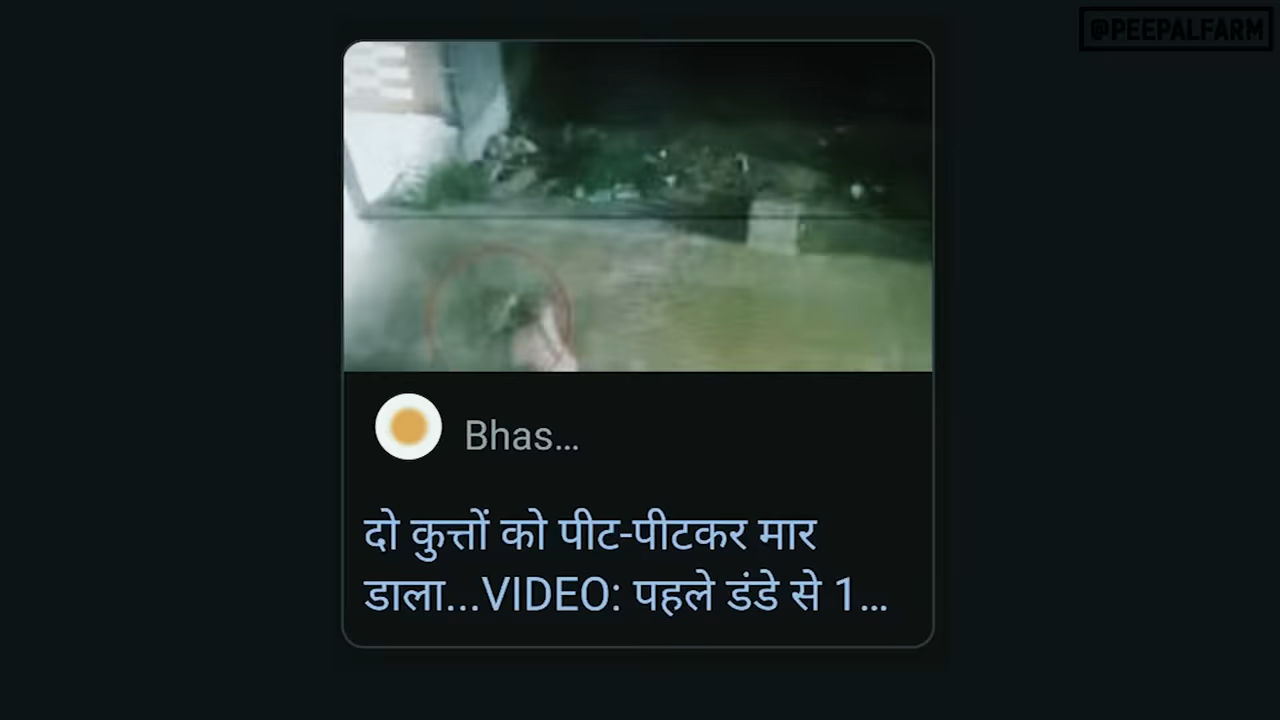 @PEEPALFARM
Bhas...
दो कुत्तों को पीट-पीटकर मार
डाला...VIDEO: पहले डंडे से 1...